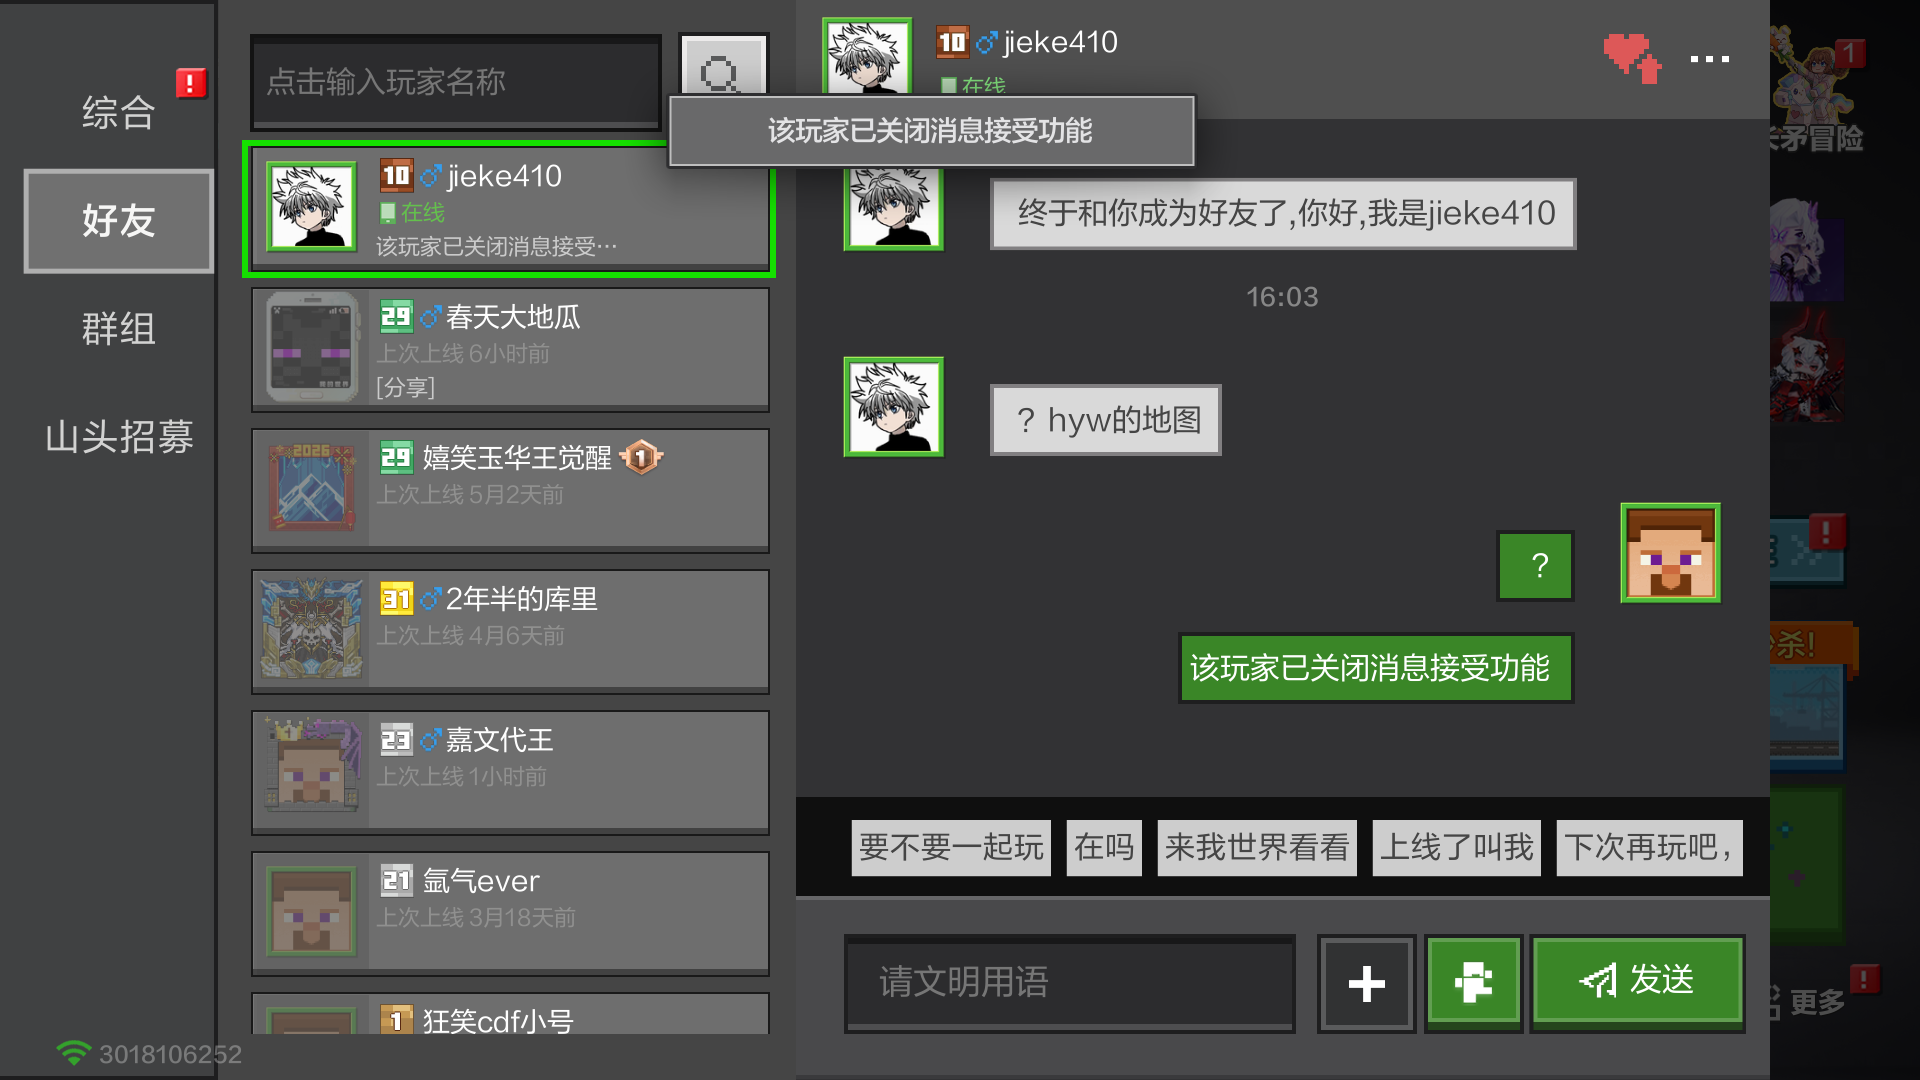 综合
好友
群组
山头招募
3018106252
点击输入玩家名称
10 jieke410
在线
该玩家已关闭消息接受…
29 春天大地瓜
上次上线 6小时前
[分享]
2026
29 嬉笑玉华王觉醒 1
上次上线 5月2天前
31 2年半的库里
上次上线 4月6天前
1
23 嘉文代王
上次上线 1小时前
21 氩气ever
上次上线 3月18天前
1 狂笑cdf小号
10 jieke410
在线
该玩家已关闭消息接受功能
终于和你成为好友了,你好,我是jieke410
16:03
？hyw的地图
？
该玩家已关闭消息接受功能
要不要一起玩
在吗
来我世界看看
上线了叫我
下次再玩吧，
请文明用语
发送
1
矛冒险
杀！
更多